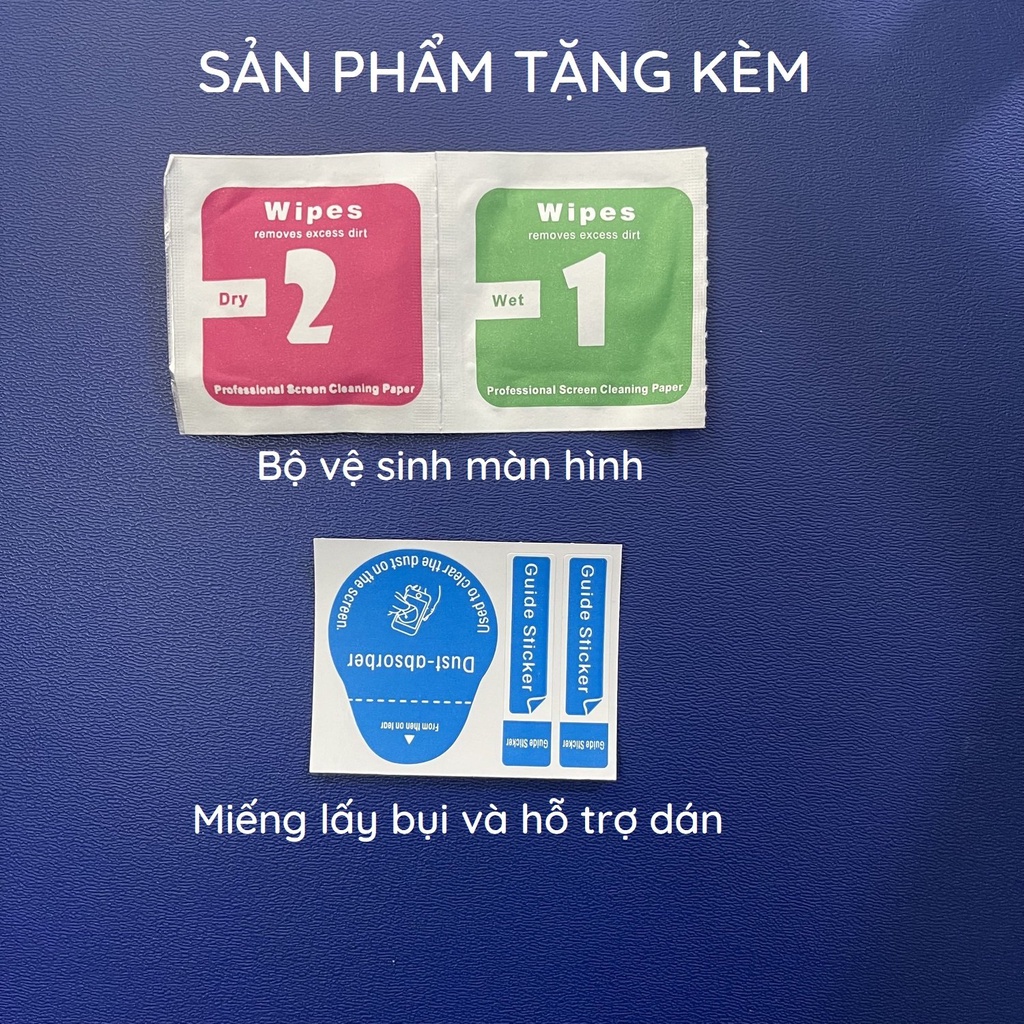 SẢN PHẨM TẶNG KÈM
Wipes
removes excess dirt
Dry
2
Professional Screen Cleaning Paper
Wipes
removes excess dirt
Wet
1
Professional Screen Cleaning Paper
Bộ vệ sinh màn hình
Used to clear the dust on the screen.
Dust-absorber
From then on tear
Guide Sticker
Guide Sticker
Guide Sticker
Guide Sticker
Miếng lấy bụi và hỗ trợ dán